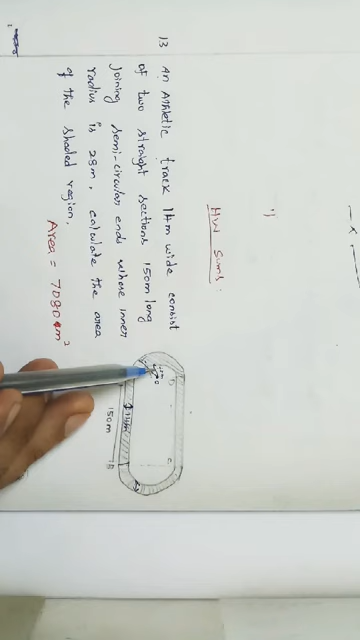 HW Sums:
13 An Athletic track 14m wide consist
of two straight sections 150m long
joining semi-circular ends whose inner
radius is 28m, calculate the area
of the shaded region.
Area = 7080 m²
150m
B